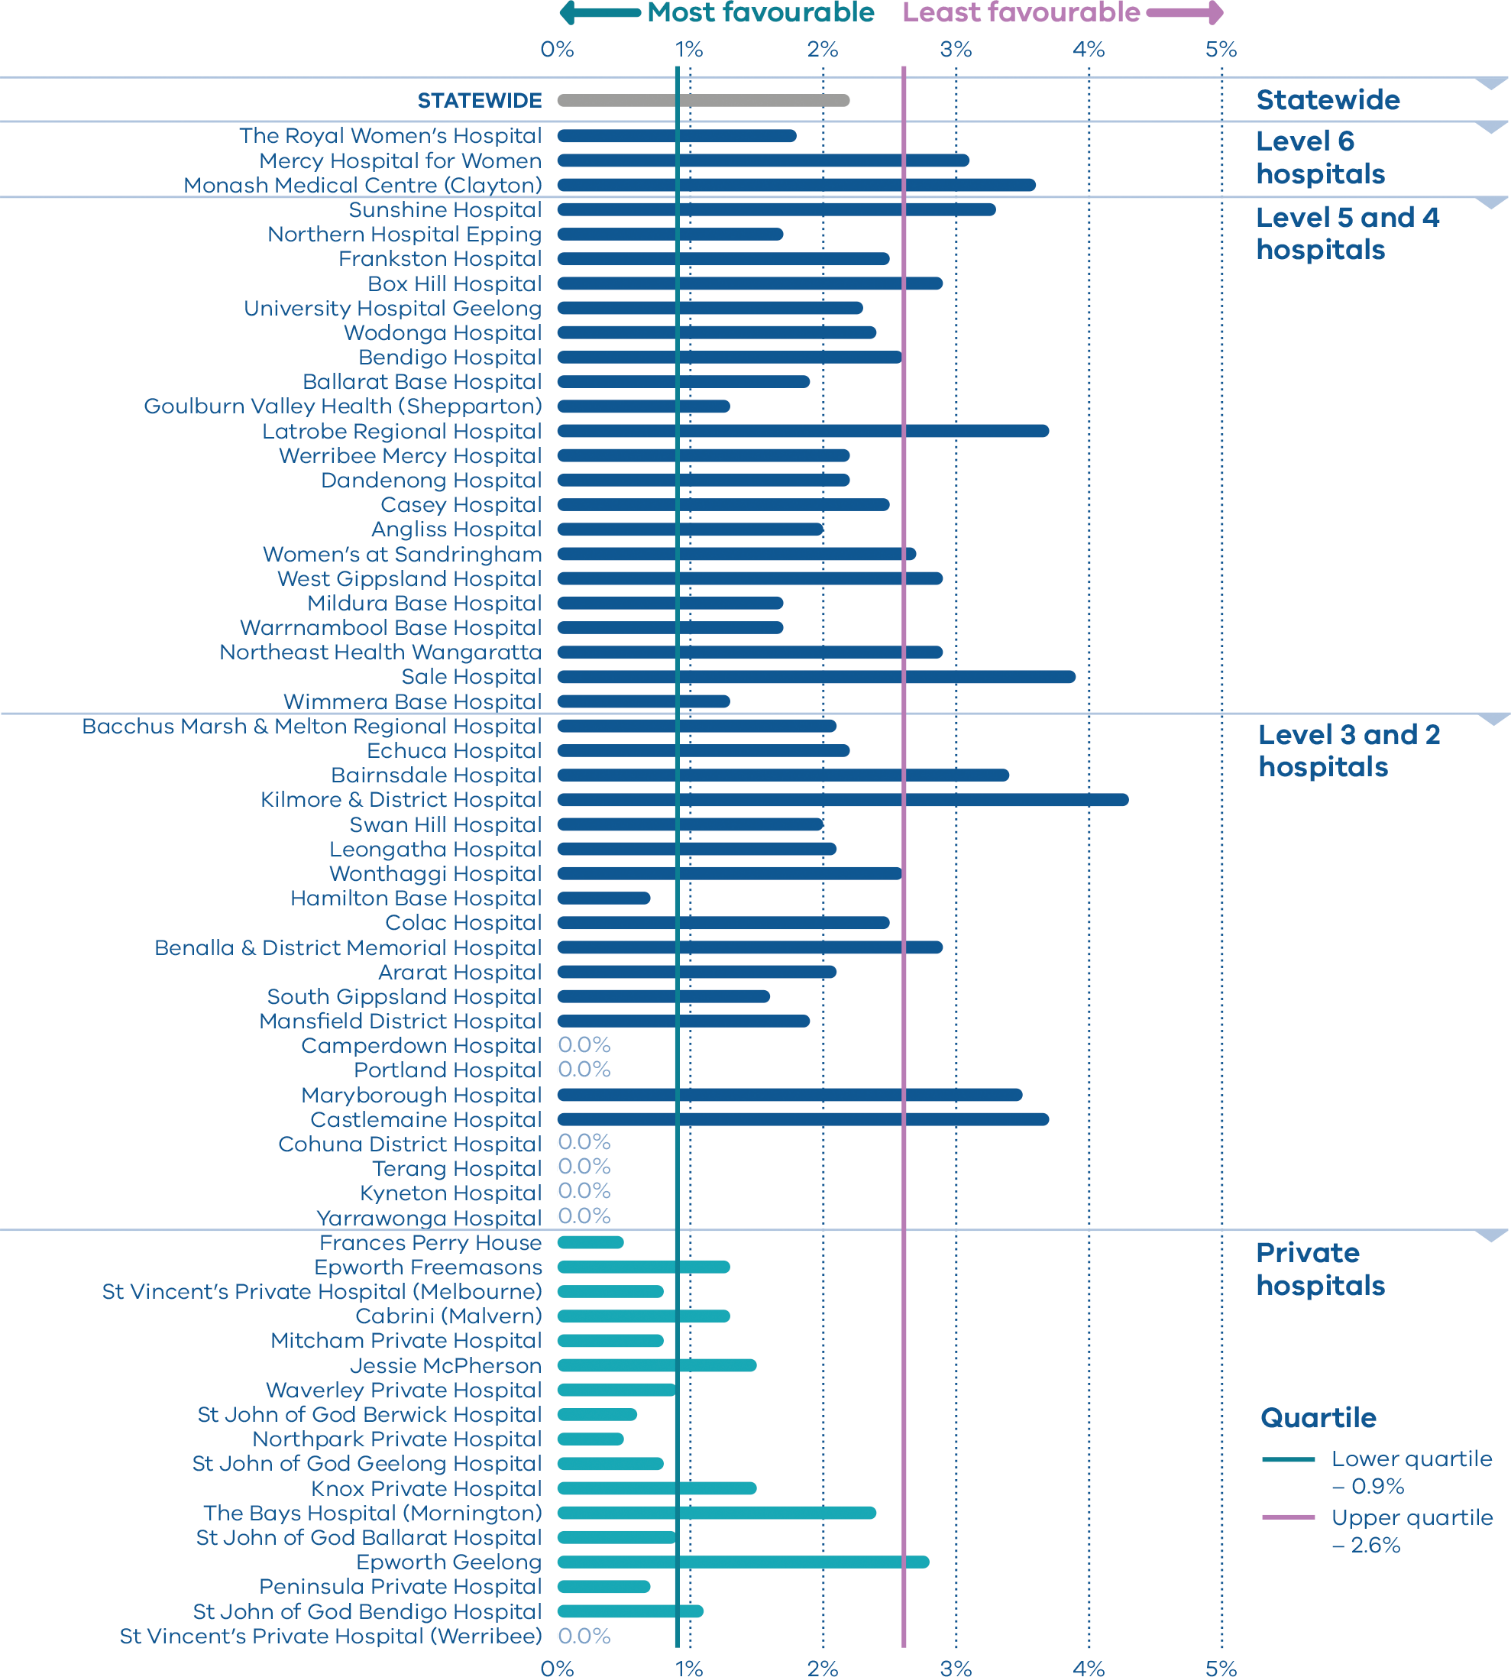 Most favourable Least favourable
0% 1% 2% 3% 4% 5%
STATEWIDE
Statewide
The Royal Women's Hospital
Mercy Hospital for Women
Monash Medical Centre (Clayton)
Level 6
hospitals
Sunshine Hospital
Northern Hospital Epping
Frankston Hospital
Box Hill Hospital
University Hospital Geelong
Wodonga Hospital
Bendigo Hospital
Ballarat Base Hospital
Goulburn Valley Health (Shepparton)
Latrobe Regional Hospital
Werribee Mercy Hospital
Dandenong Hospital
Casey Hospital
Angliss Hospital
Women's at Sandringham
West Gippsland Hospital
Mildura Base Hospital
Warrnambool Base Hospital
Northeast Health Wangaratta
Sale Hospital
Wimmera Base Hospital
Level 5 and 4
hospitals
Bacchus Marsh & Melton Regional Hospital
Echuca Hospital
Bairnsdale Hospital
Kilmore & District Hospital
Swan Hill Hospital
Leongatha Hospital
Wonthaggi Hospital
Hamilton Base Hospital
Colac Hospital
Benalla & District Memorial Hospital
Ararat Hospital
South Gippsland Hospital
Mansfield District Hospital
Camperdown Hospital 0.0%
Portland Hospital 0.0%
Maryborough Hospital
Castlemaine Hospital
Cohuna District Hospital 0.0%
Terang Hospital 0.0%
Kyneton Hospital 0.0%
Yarrawonga Hospital 0.0%
Level 3 and 2
hospitals
Frances Perry House
Epworth Freemasons
St Vincent's Private Hospital (Melbourne)
Cabrini (Malvern)
Mitcham Private Hospital
Jessie McPherson
Waverley Private Hospital
St John of God Berwick Hospital
Northpark Private Hospital
St John of God Geelong Hospital
Knox Private Hospital
The Bays Hospital (Mornington)
St John of God Ballarat Hospital
Epworth Geelong
Peninsula Private Hospital
St John of God Bendigo Hospital
St Vincent's Private Hospital (Werribee) 0.0%
Private
hospitals
Quartile
Lower quartile
– 0.9%
Upper quartile
– 2.6%
0% 1% 2% 3% 4% 5%